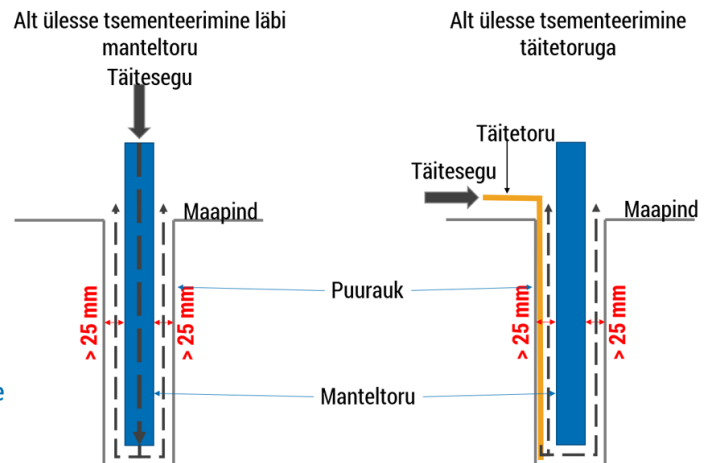 Alt ülesse tsementeerimine läbi
manteltoru
Täitesegu
Maapind
> 25 mm
> 25 mm
Alt ülesse tsementeerimine
täitetoruga
Täitetoru
Täitesegu
Maapind
> 25 mm
> 25 mm
Puurauk
Manteltoru
e